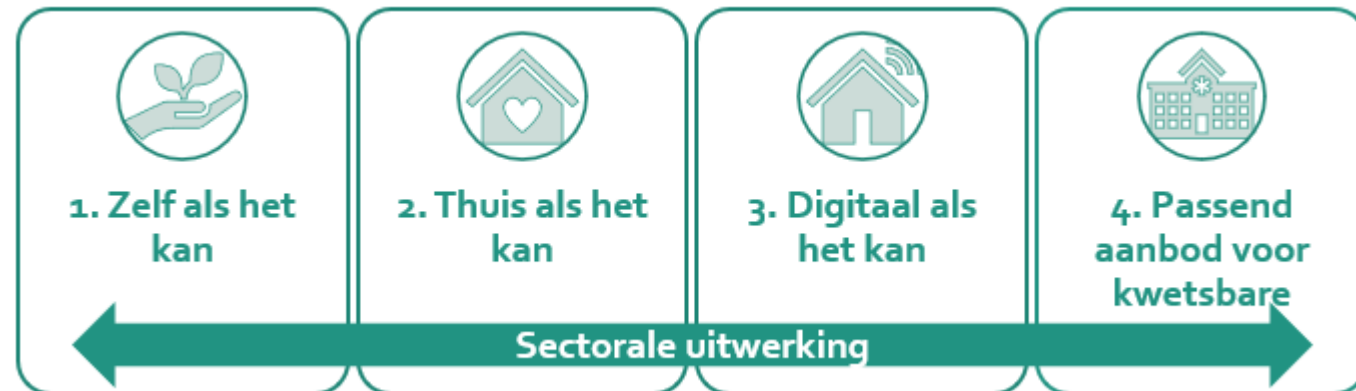 1. Zelf als het
kan
2. Thuis als het
kan
3. Digitaal als
het kan
4. Passend
aanbod voor
kwetsbare
Sectorale uitwerking